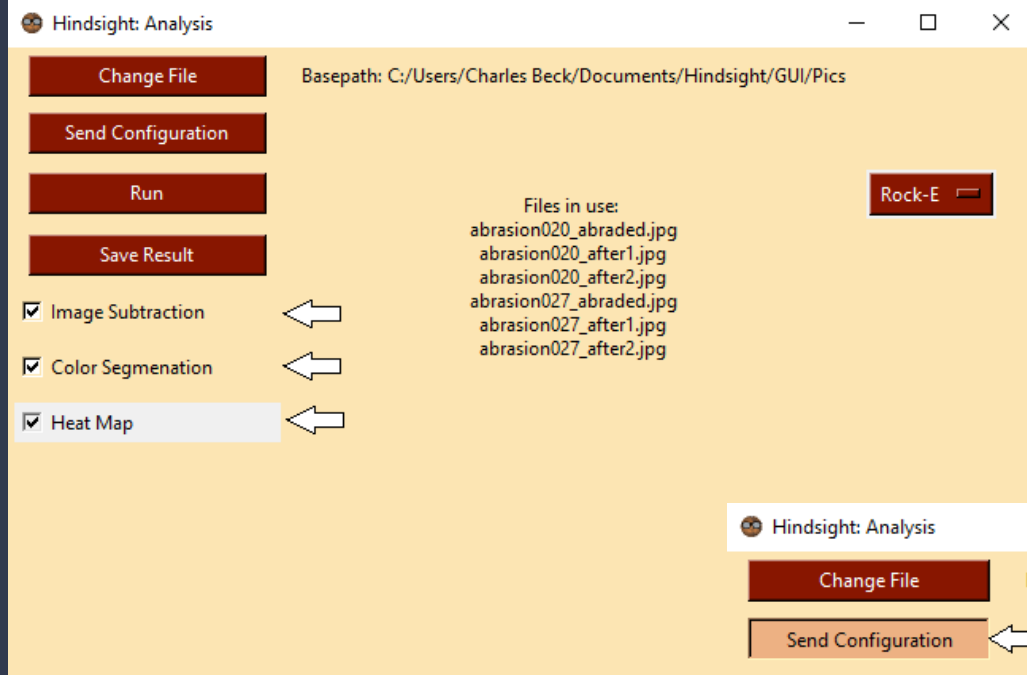 Hindsight: Analysis
Change File
Basepath: C:/Users/Charles Beck/Documents/Hindsight/GUI/Pics
Send Configuration
Run
Rock-E
Files in use:
abrasion020_abraded.jpg
Save Result
abrasion020_after1.jpg
abrasion020_after2.jpg
abrasion027_abraded.jpg
Image Subtraction
abrasion027_after1.jpg
abrasion027_after2.jpg
Color Segmenation
Heat Map
Hindsight: Analysis
Change File
Send Configuration